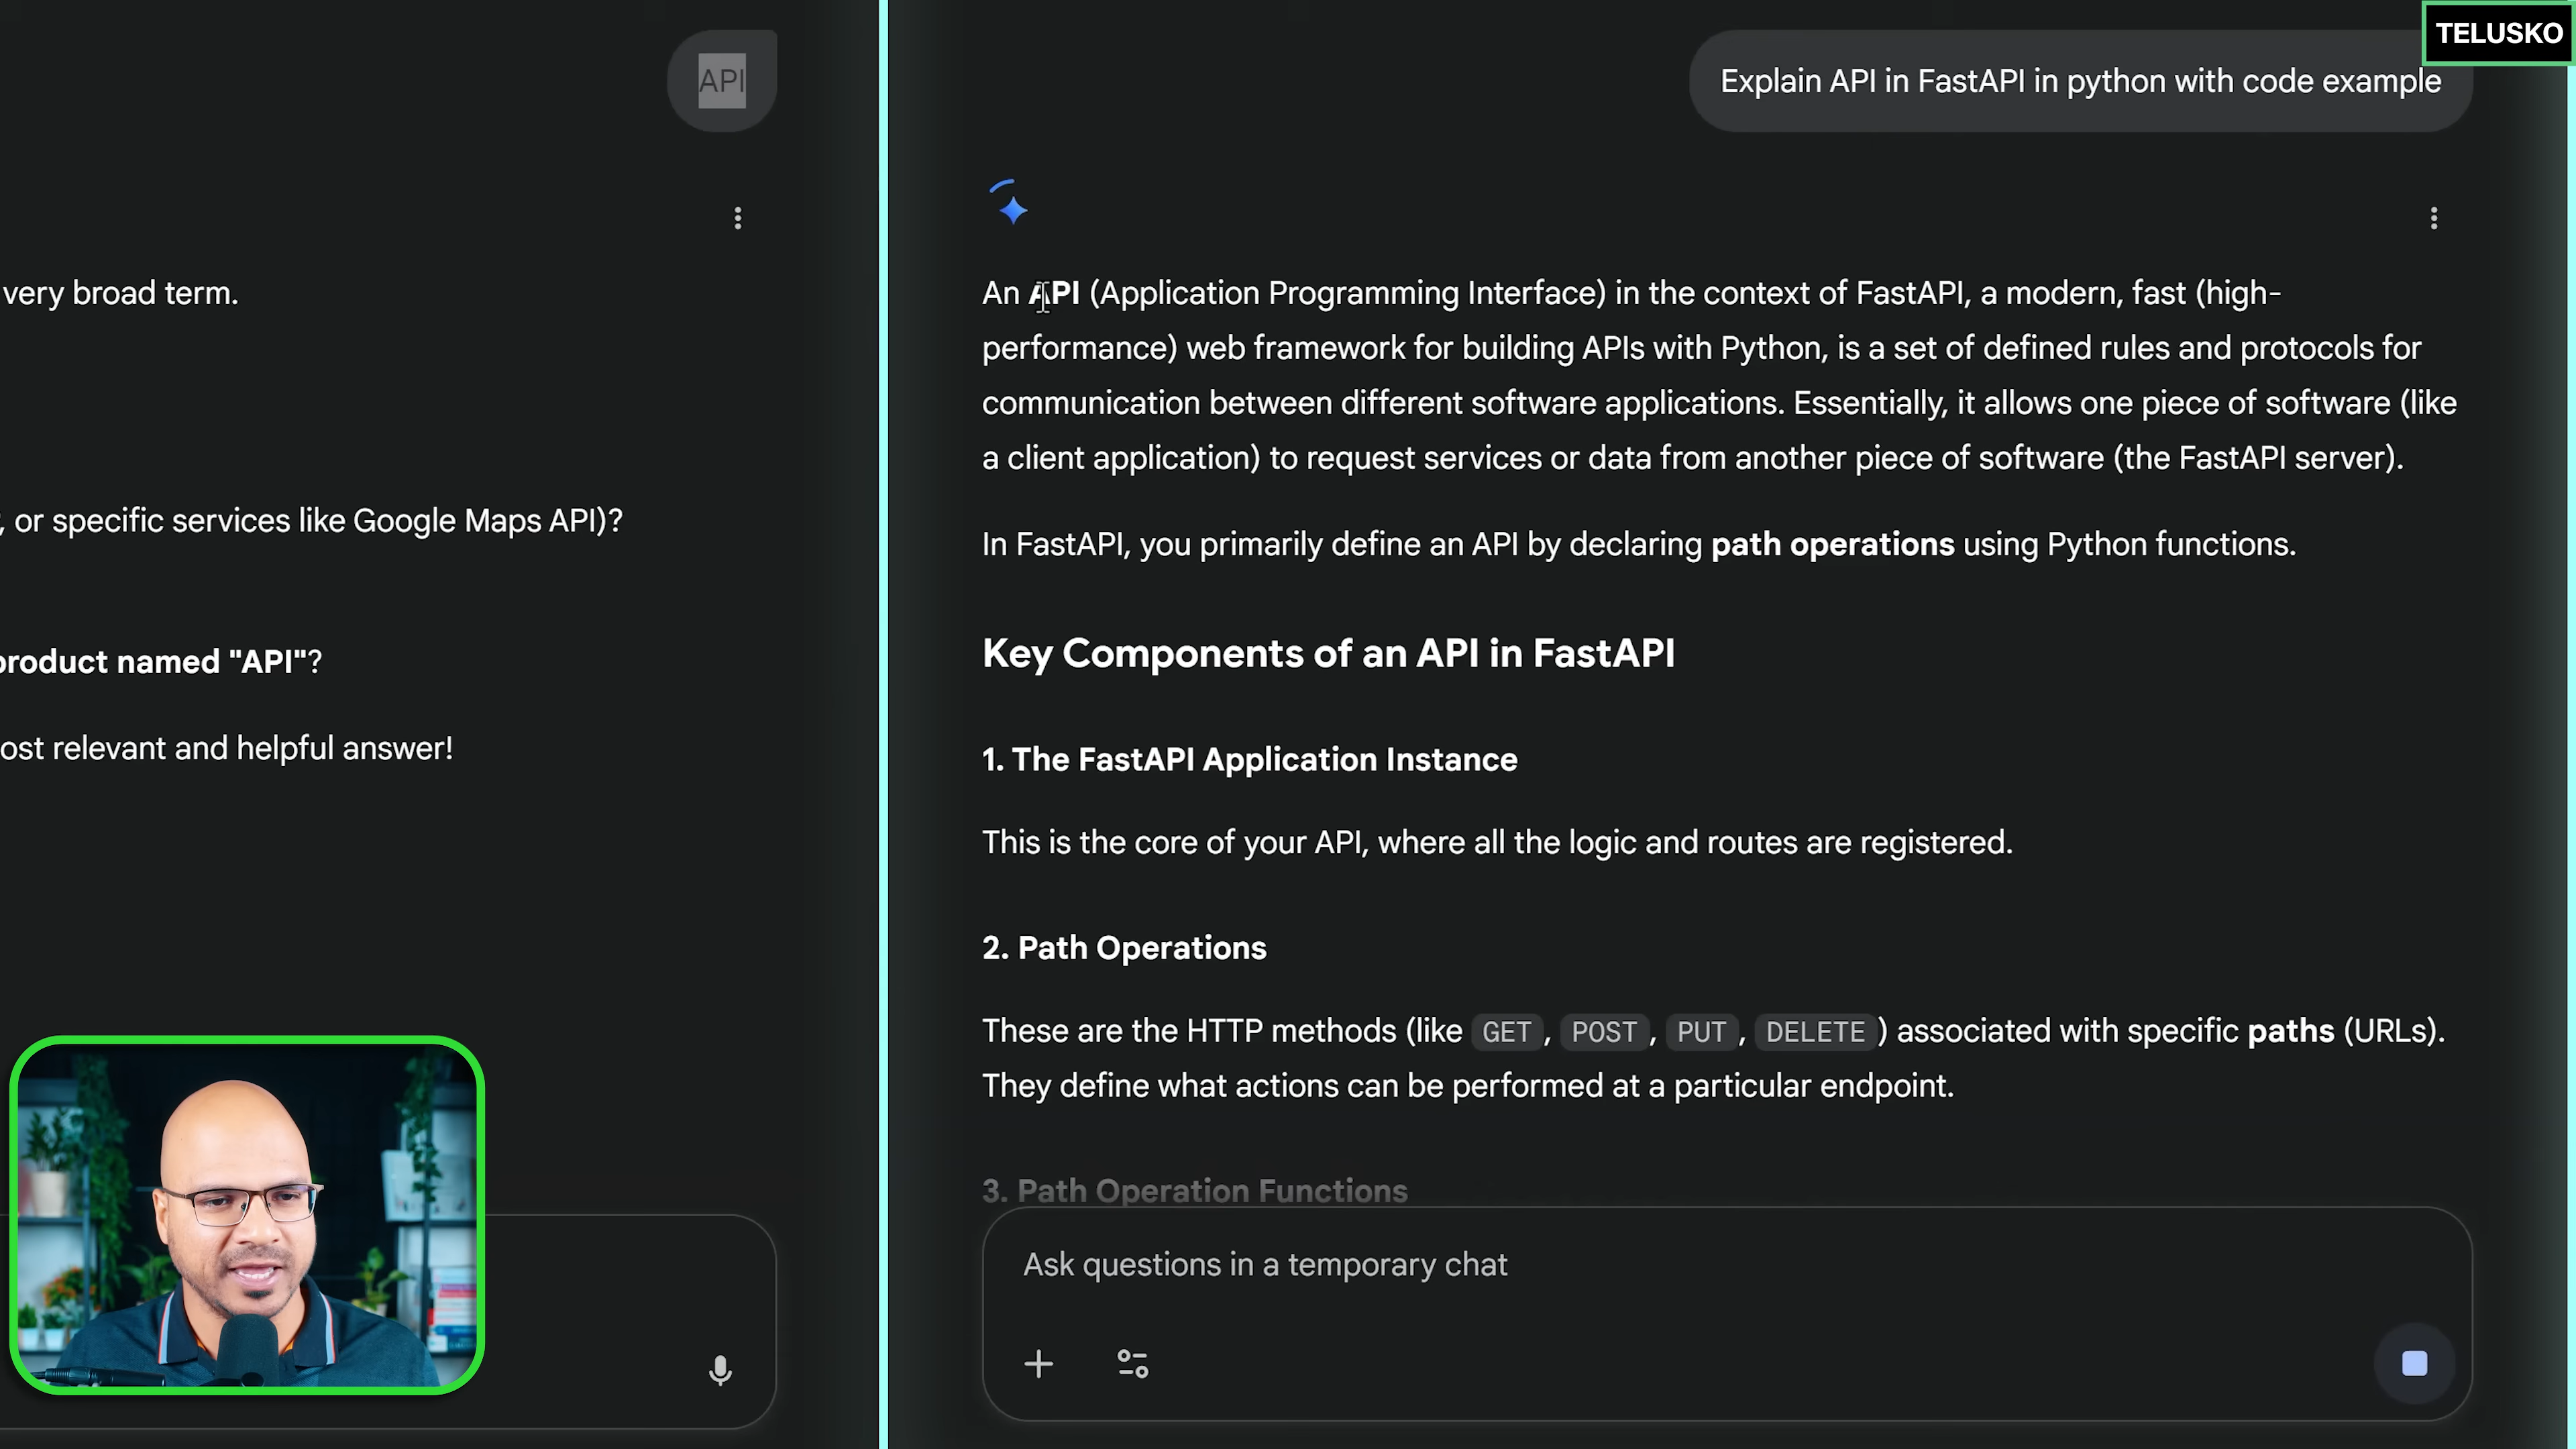 TELUSKO
API
very broad term.
, or specific services like Google Maps API)?
product named "API"?
ost relevant and helpful answer!
Explain API in FastAPI in python with code example
An API (Application Programming Interface) in the context of FastAPI, a modern, fast (high-
performance) web framework for building APIs with Python, is a set of defined rules and protocols for
communication between different software applications. Essentially, it allows one piece of software (like
a client application) to request services or data from another piece of software (the FastAPI server).
In FastAPI, you primarily define an API by declaring path operations using Python functions.
Key Components of an API in FastAPI
1. The FastAPI Application Instance
This is the core of your API, where all the logic and routes are registered.
2. Path Operations
These are the HTTP methods (like GET, POST, PUT, DELETE) associated with specific paths (URLs).
They define what actions can be performed at a particular endpoint.
3. Path Operation Functions
Ask questions in a temporary chat